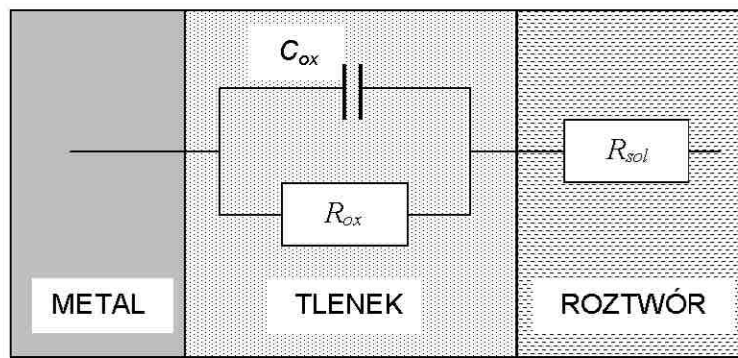 C_ox
R_sol
R_ox
METAL
TLENEK
ROZTWÓR